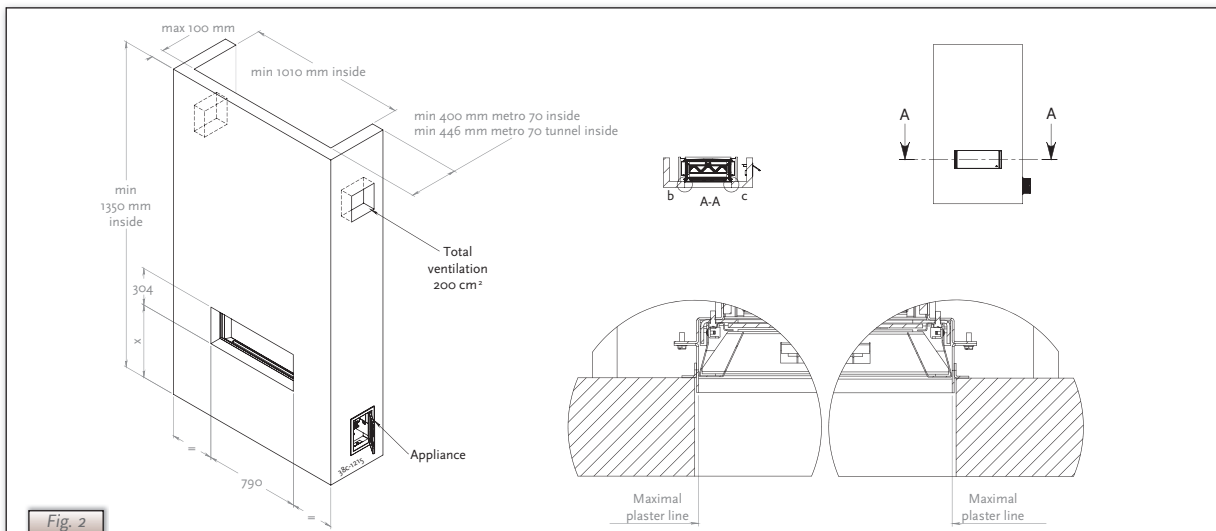 max 100 mm
min 1010 mm inside
min 400 mm metro 70 inside
min 446 mm metro 70 tunnel inside
min
1350 mm
inside
304
x
Total
ventilation
200 cm²
Appliance
38c-1215
=
790
=
A
A
b
A-A
c
Maximal
plaster line
Maximal
plaster line
Fig. 2